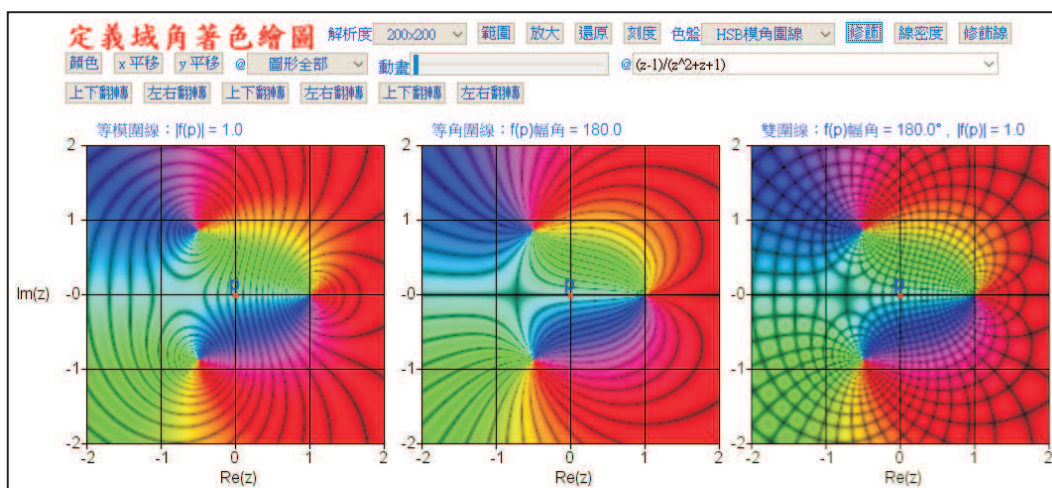 定義域角著色繪圖 解析度 200x200 範圍 放大 還原 刻度 色盤 HSB模角圍線 修飾 線密度 修飾線
顏色 x 平移 y 平移 @ 圖形全部 動畫 @ (z-1)/(z^2+z+1)
上下翻轉 左右翻轉 上下翻轉 左右翻轉 上下翻轉 左右翻轉
等模圍線：|f(p)| = 1.0 等角圍線：f(p)幅角 = 180.0 雙圍線：f(p)幅角 = 180.0° , |f(p)| = 1.0
2 2 2
1 1 1
p p p
Im(z) -0 -0 -0
-1 -1 -1
-2 -2 -2
-2 -1 0 1 2 -2 -1 0 1 2 -2 -1 0 1 2
Re(z) Re(z) Re(z)